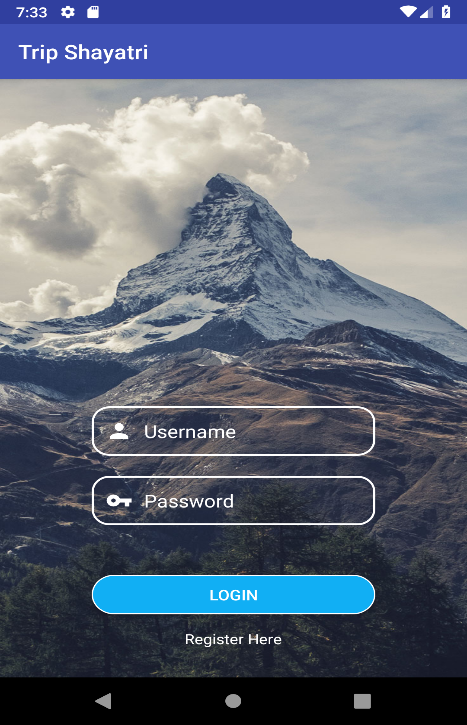 7:33
Trip Shayatri
Username
Password
LOGIN
Register Here